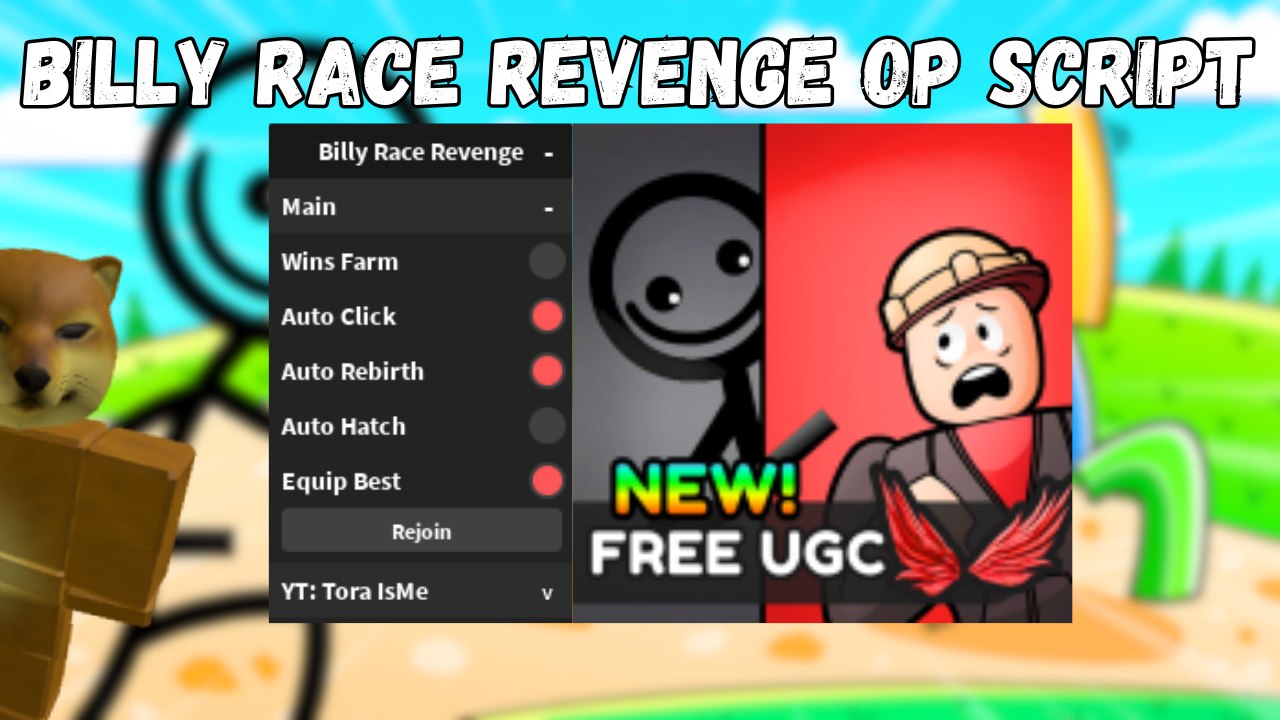 BILLY RACE REVENGE OP SCRIPT
Billy Race Revenge -
Main -
Wins Farm
Auto Click
Auto Rebirth
Auto Hatch
Equip Best
Rejoin
YT: Tora IsMe v
NEW!
FREE UGC